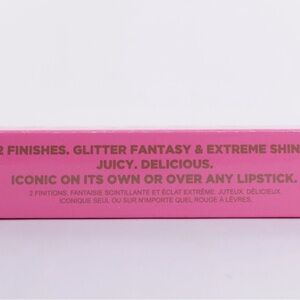 2 FINISHES. GLITTER FANTASY & EXTREME SHIN
JUICY. DELICIOUS.
ICONIC ON ITS OWN OR OVER ANY LIPSTICK.
2 FINITIONS: FANTAISIE SCINTILLANTE ET ÉCLAT EXTRÊME. JUTEUX. DÉLICIEUX.
ICONIQUE SEUL OU SUR N'IMPORTE QUEL ROUGE À LÈVRES.